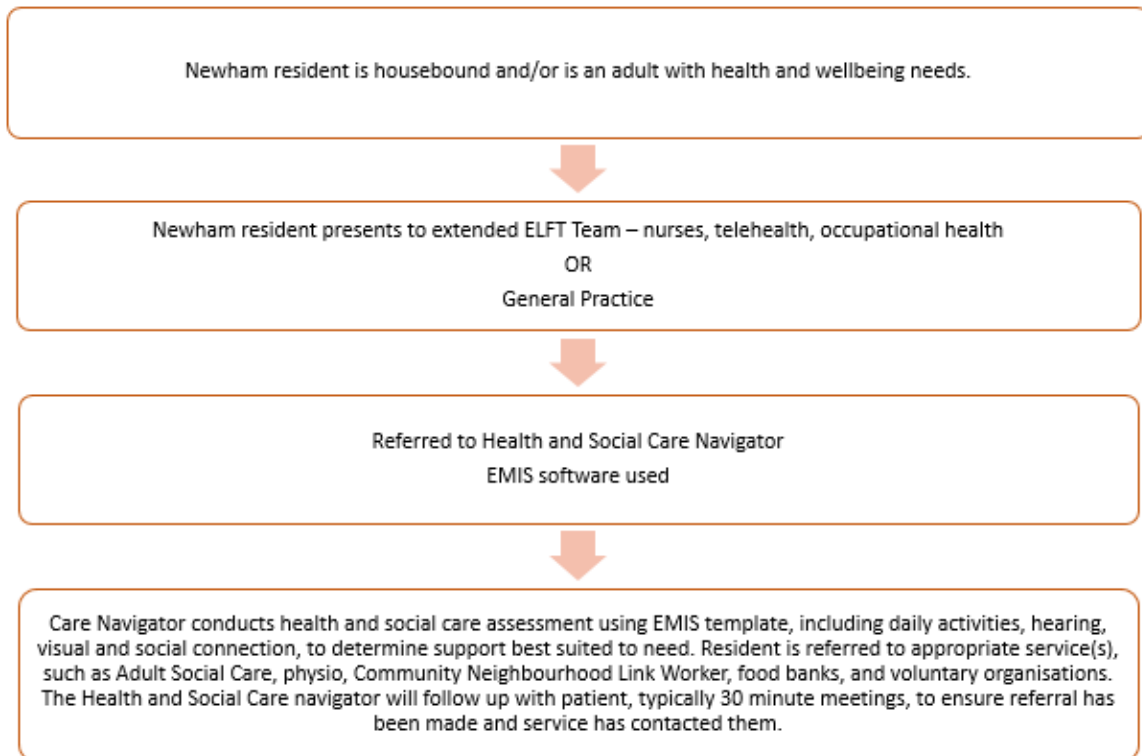 Newham resident is housebound and/or is an adult with health and wellbeing needs.
Newham resident presents to extended ELFT Team – nurses, telehealth, occupational health
OR
General Practice
Referred to Health and Social Care Navigator
EMIS software used
Care Navigator conducts health and social care assessment using EMIS template, including daily activities, hearing,
visual and social connection, to determine support best suited to need. Resident is referred to appropriate service(s),
such as Adult Social Care, physio, Community Neighbourhood Link Worker, food banks, and voluntary organisations.
The Health and Social Care navigator will follow up with patient, typically 30 minute meetings, to ensure referral has
been made and service has contacted them.